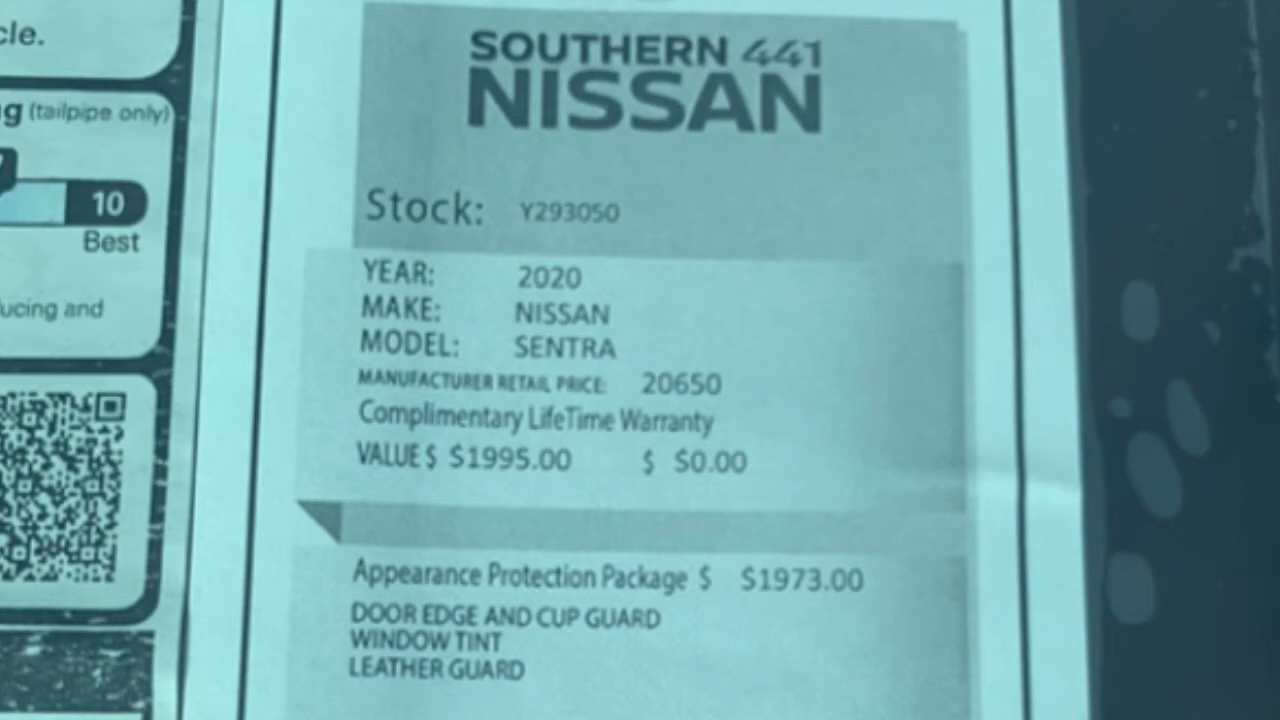 cle.
g (tailpipe only)
10
Best
ucing and
SOUTHERN 441
NISSAN
Stock: Y293050
YEAR: 2020
MAKE: NISSAN
MODEL: SENTRA
MANUFACTURER RETAIL PRICE: 20650
Complimentary LifeTime Warranty
VALUE $ $1995.00 $ $0.00
Appearance Protection Package $ $1973.00
DOOR EDGE AND CUP GUARD
WINDOW TINT
LEATHER GUARD